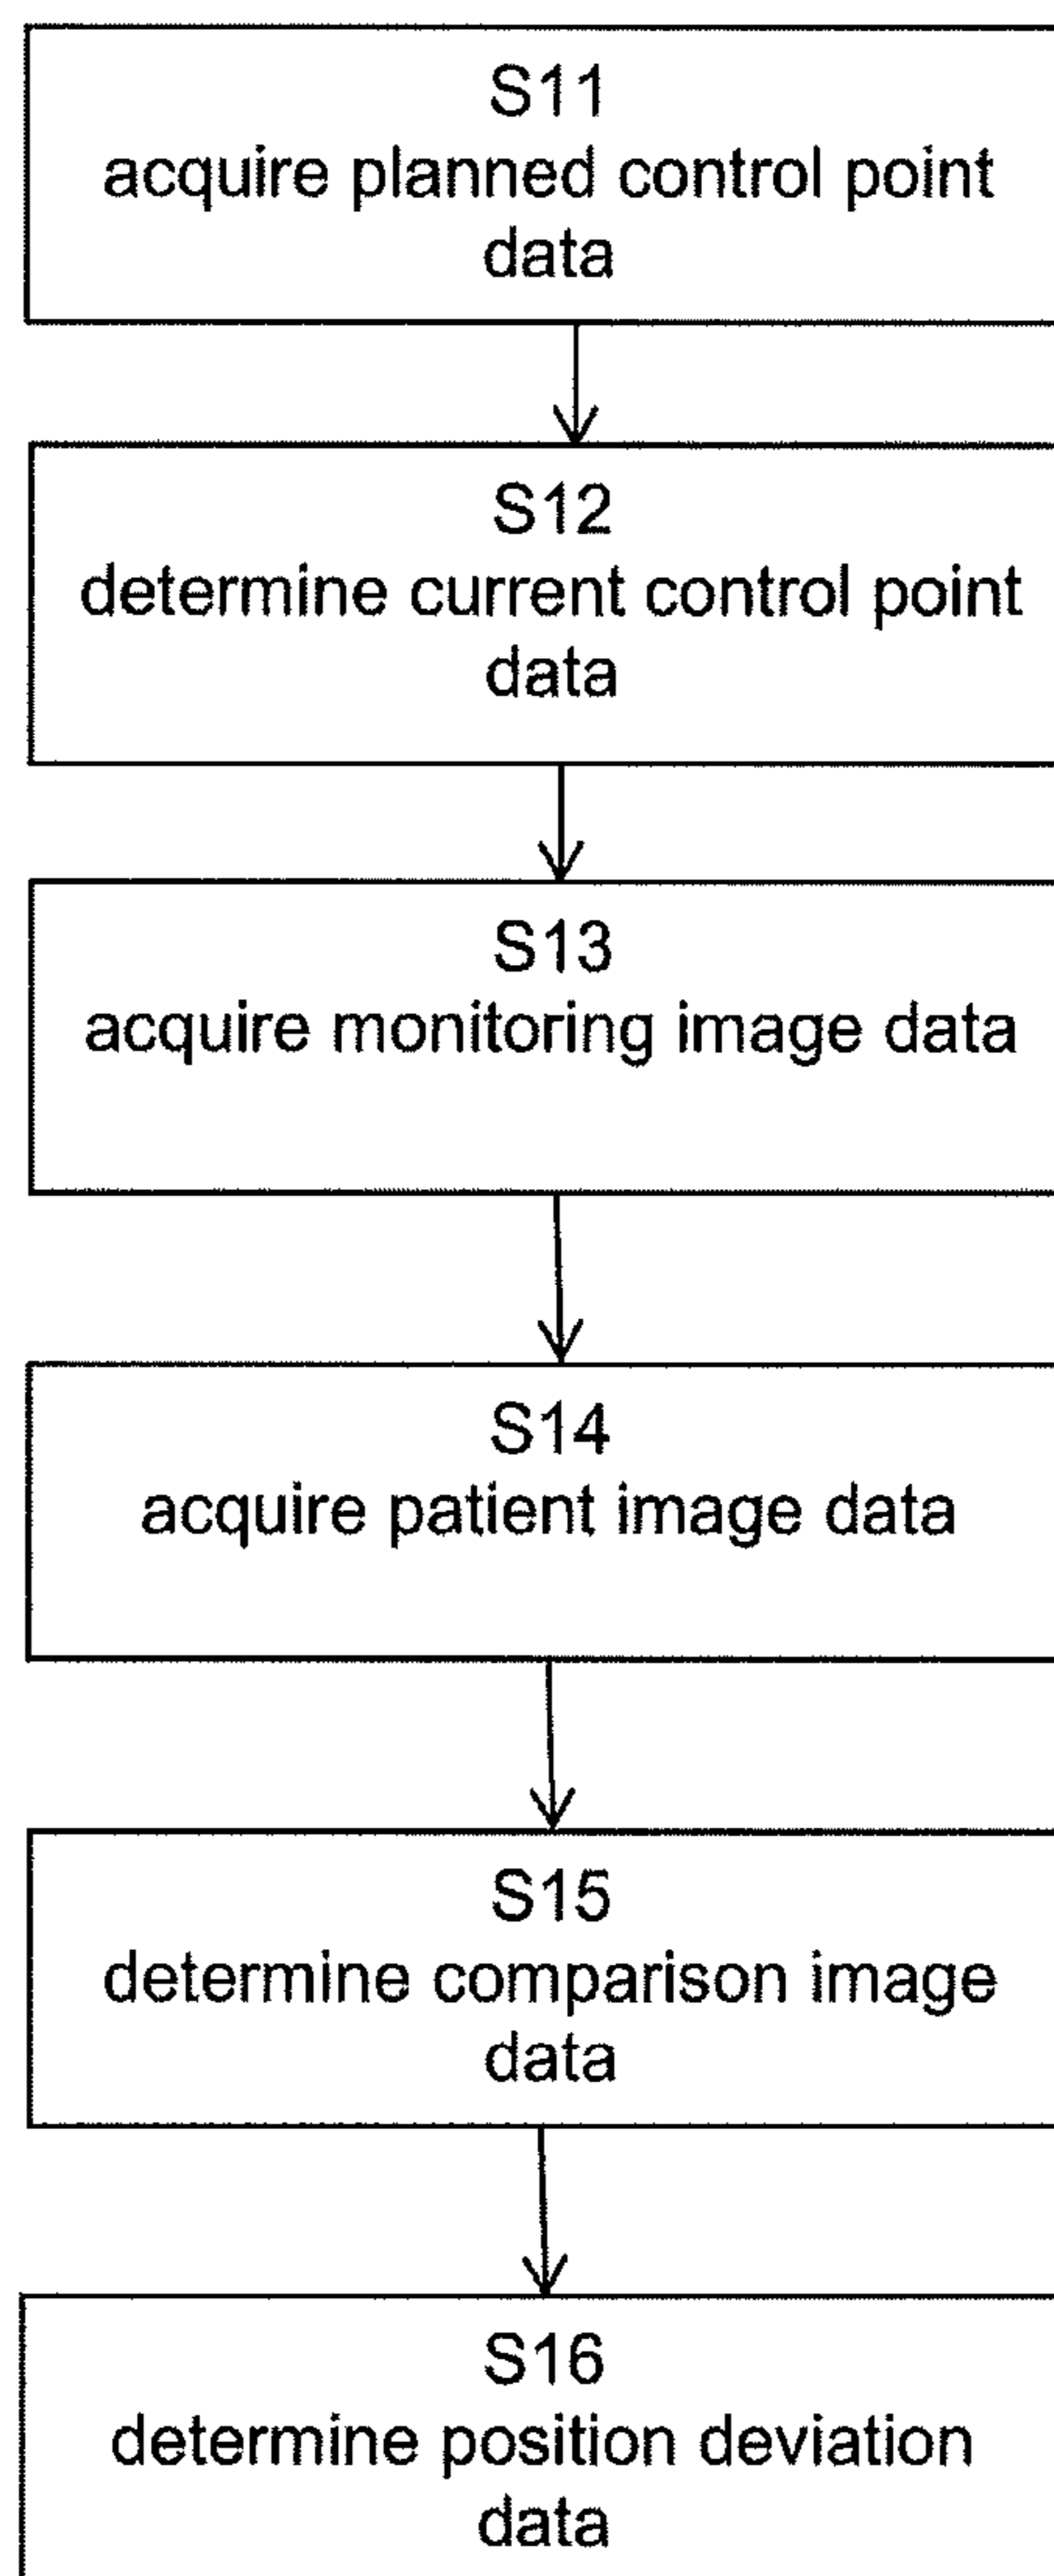 S11
acquire planned control point
data
S12
determine current control point
data
S13
acquire monitoring image data
S14
acquire patient image data
S15
determine comparison image
data
S16
determine position deviation
data